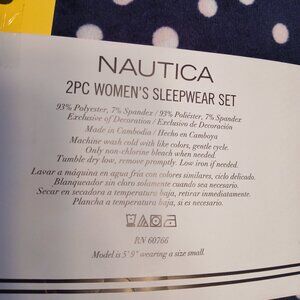 NAUTICA
2PC WOMEN'S SLEEPWEAR SET
93% Polyester, 7% Spandex / 93% Poliéster, 7% Spandex
Exclusive of Decoration / Exclusivo de Decoración
Made in Cambodia / Hecho en Camboya
Machine wash cold with like colors, gentle cycle.
Only non-chlorine bleach when needed.
Tumble dry low, remove promptly. Low iron if needed.
Lavar a máquina en agua fría con colores similares, ciclo delicado.
Blanqueador sin cloro solamente cuando sea necesario.
Secar en secadora a temperatura baja, retirar inmediatamente.
Plancha a temperatura baja, si es necesario.
RN 60766
Model is 5' 9" wearing a size small.